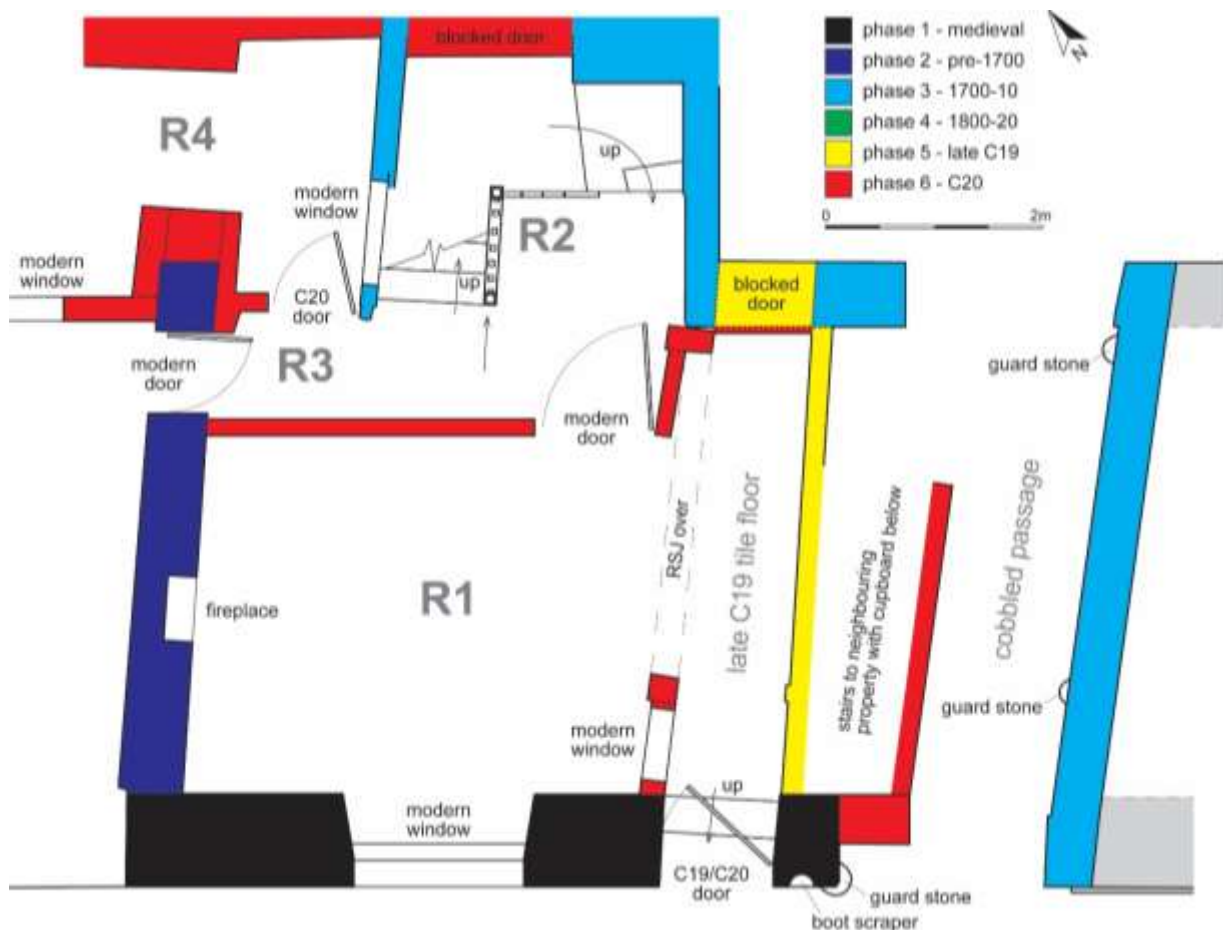 blocked door
phase 1 - medieval
phase 2 - pre-1700
phase 3 - 1700-10
phase 4 - 1800-20
phase 5 - late C19
phase 6 - C20
0
2m
N
R4
up
modern
window
R2
modern
window
up
C20
door
blocked
door
R3
modern
door
guard stone
modern
door
RSJ over
late C19 tile floor
stairs to neighbouring
property with cupboard below
cobbled passage
fireplace
R1
guard stone
modern
window
up
modern
window
C19/C20
door
guard stone
boot scraper